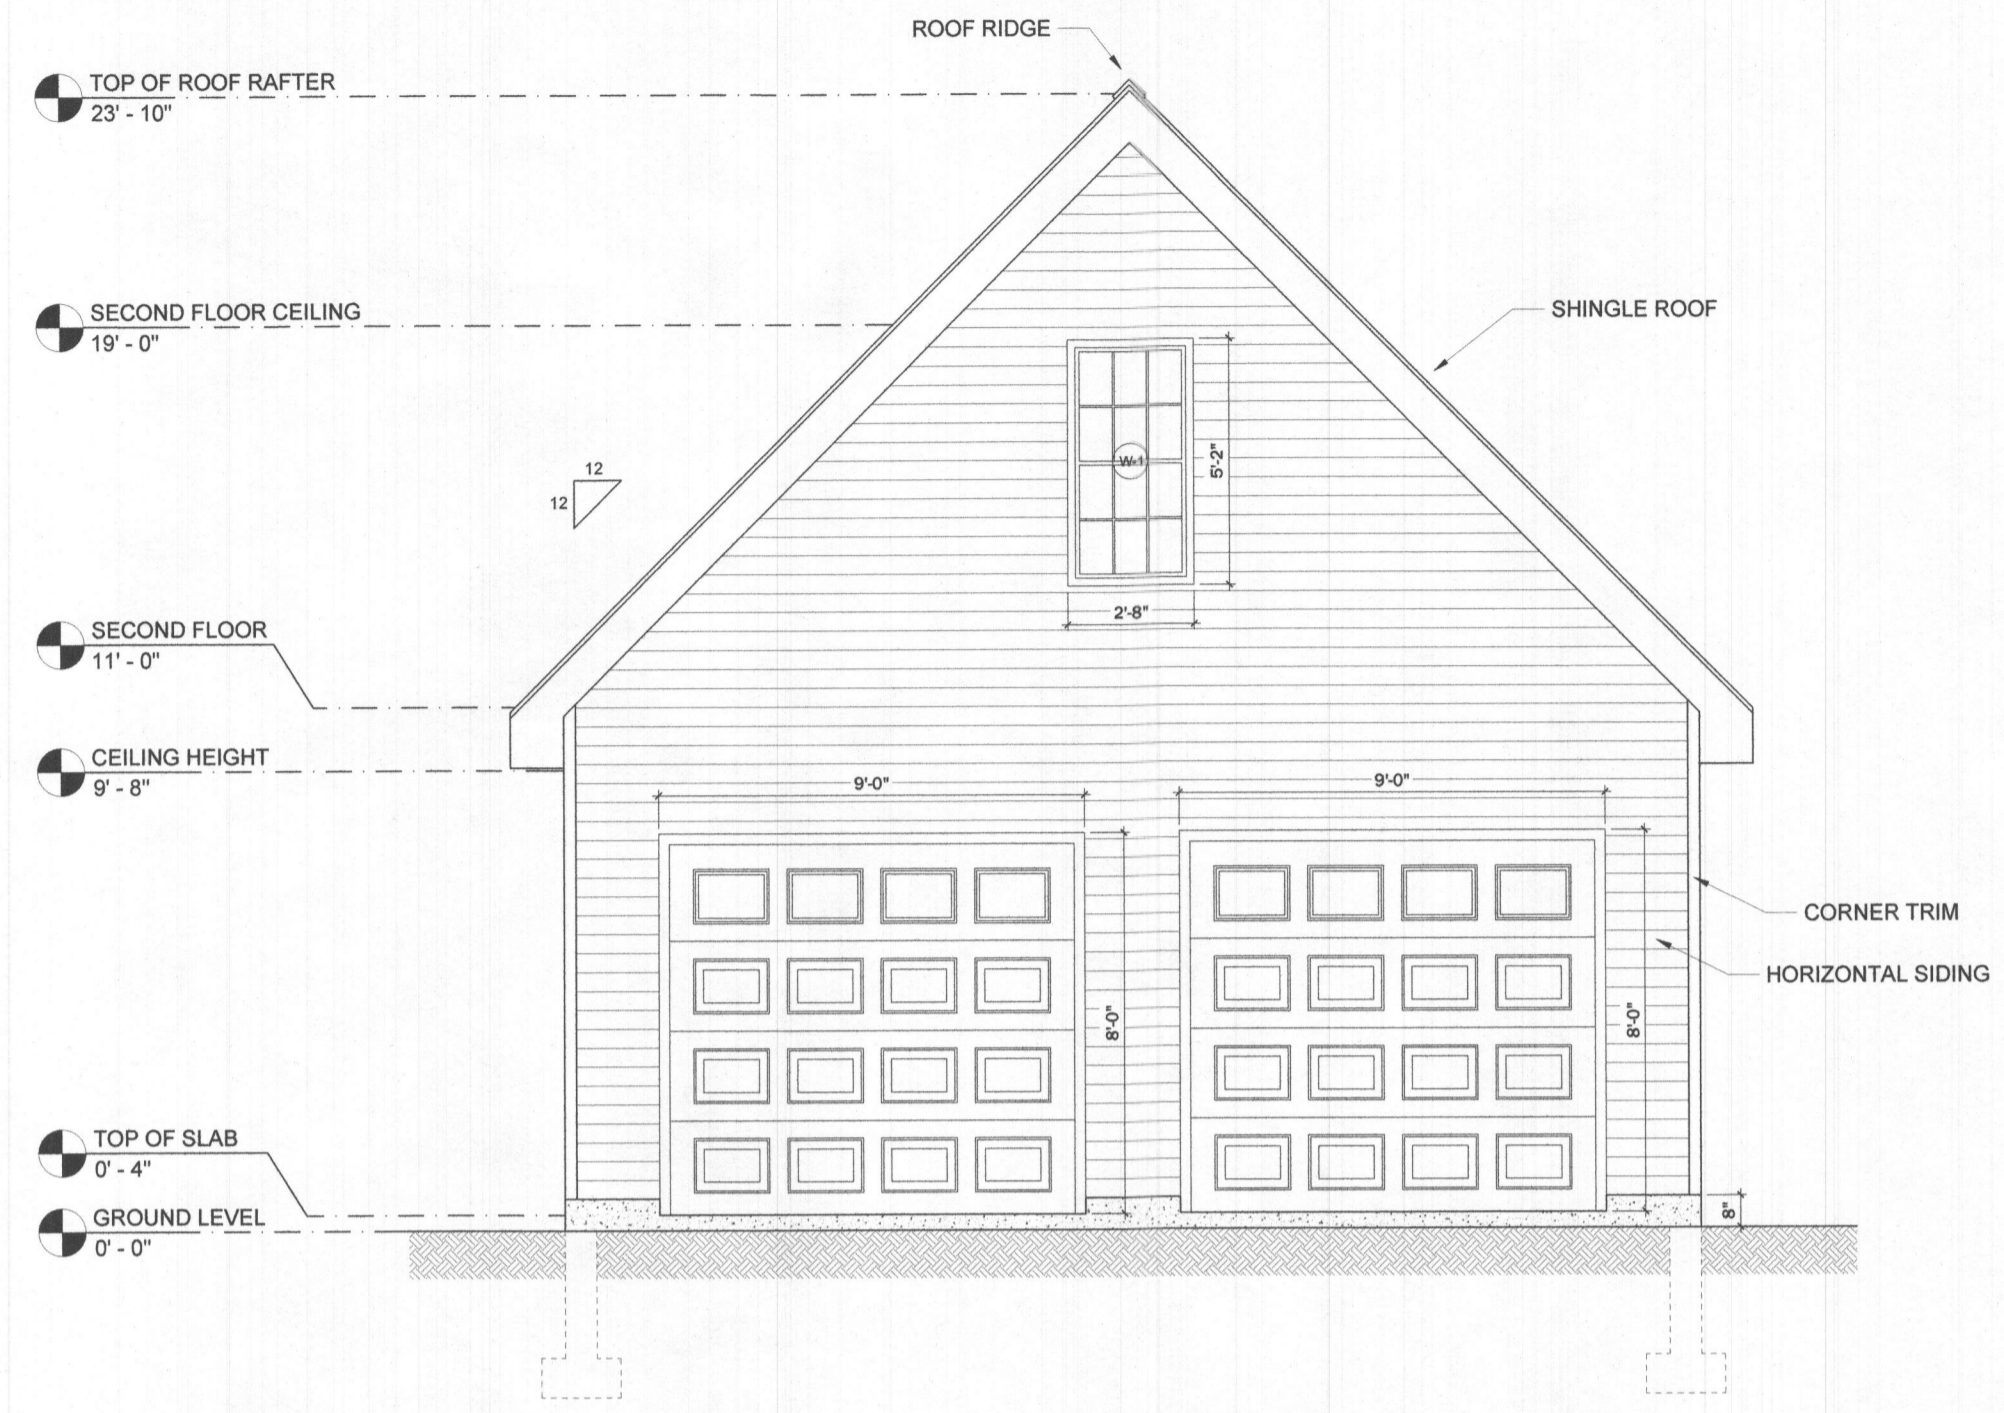 ROOF RIDGE
TOP OF ROOF RAFTER
23' - 10"
SECOND FLOOR CEILING
19' - 0"
SHINGLE ROOF
W-1
5'-2"
12
12
2'-8"
SECOND FLOOR
11' - 0"
CEILING HEIGHT
9' - 8"
9'-0"
9'-0"
CORNER TRIM
HORIZONTAL SIDING
8'-0"
8'-0"
TOP OF SLAB
0' - 4"
8"
GROUND LEVEL
0' - 0"